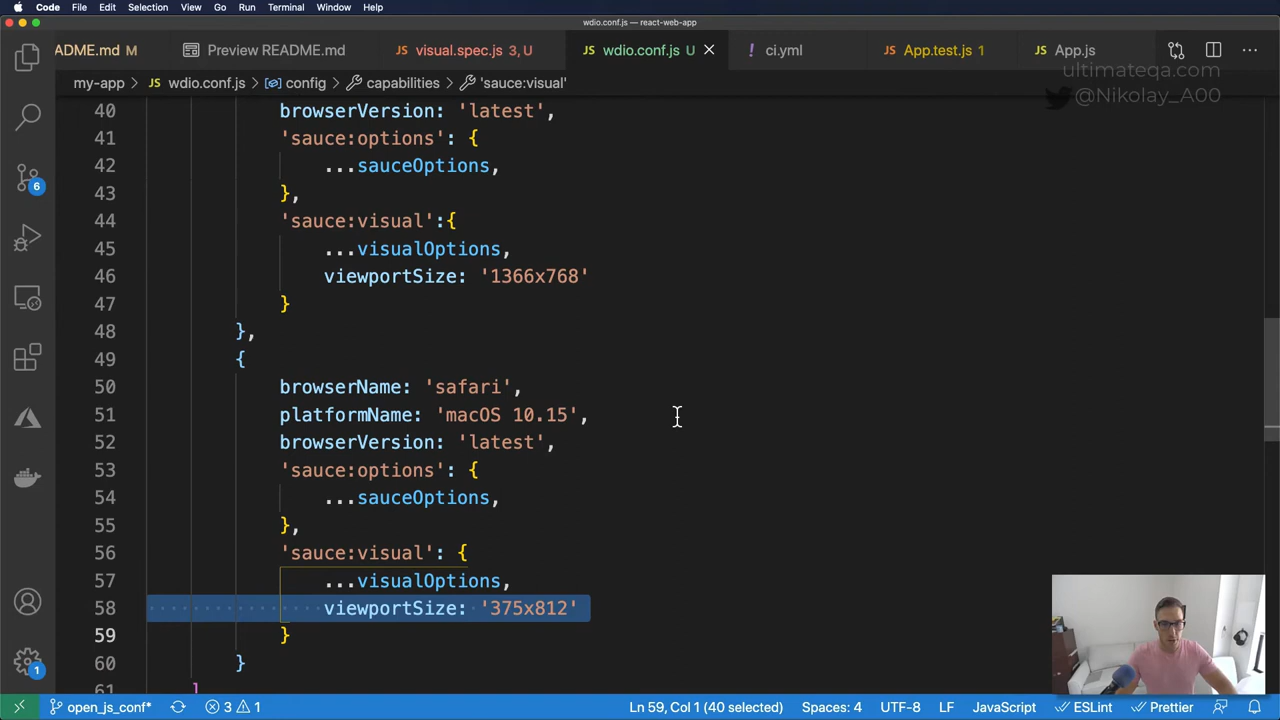 Code File Edit Selection View Go Run Terminal Window Help
wdio.conf.js — react-web-app
ADME.md M Preview README.md visual.spec.js 3, U wdio.conf.js U ci.yml App.test.js 1 App.js
my-app > JS wdio.conf.js > config > capabilities > 'sauce:visual'
ultimateqa.com
@Nikolay_A00
40 browserVersion: 'latest',
41 'sauce:options': {
42 ...sauceOptions,
43 },
44 'sauce:visual':{
45 ...visualOptions,
46 viewportSize: '1366x768'
47 }
48 },
49 {
50 browserName: 'safari',
51 platformName: 'macOS 10.15',
52 browserVersion: 'latest',
53 'sauce:options': {
54 ...sauceOptions,
55 },
56 'sauce:visual': {
57 ...visualOptions,
58 viewportSize: '375x812'
59 }
60 }
61 ]
6
1
open_js_conf* 3 1 Ln 59, Col 1 (40 selected) Spaces: 4 UTF-8 LF JavaScript ESLint Prettier